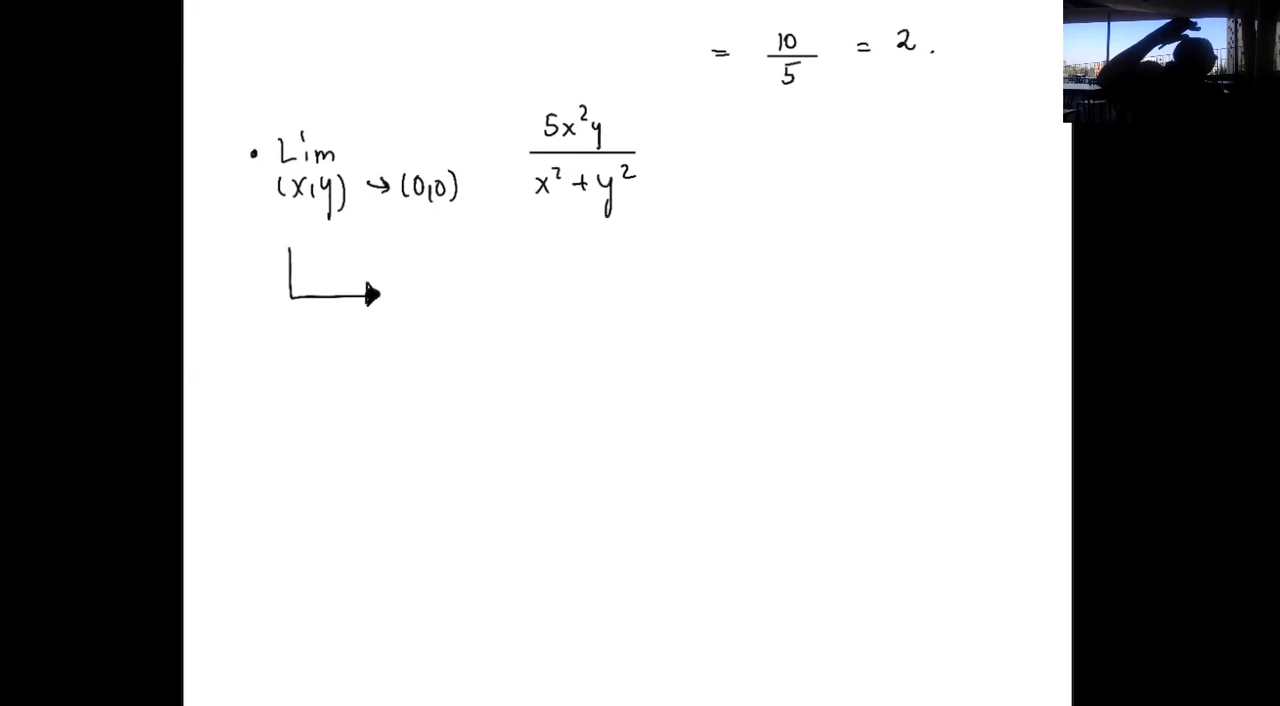 = 10/5 = 2.
• Lim (x,y) → (0,0) 5x²y / x² + y²